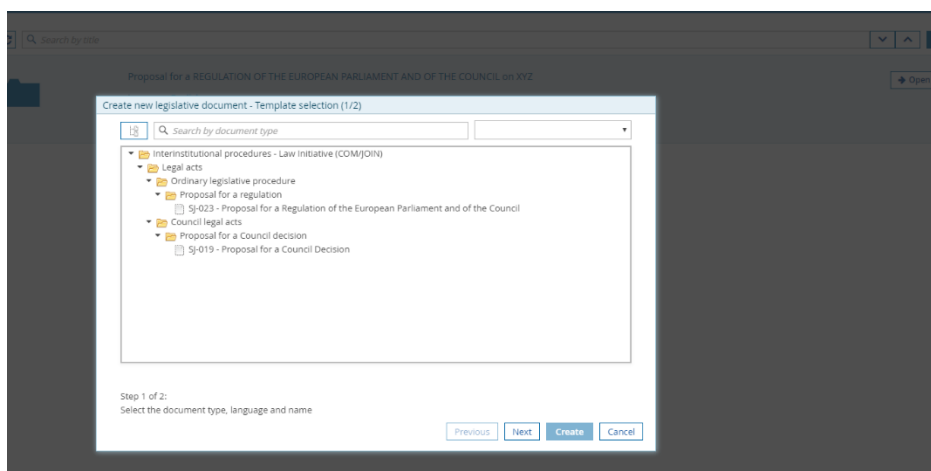 Search by title
Proposal for a REGULATION OF THE EUROPEAN PARLIAMENT AND OF THE COUNCIL on XYZ
Open
Create new legislative document - Template selection (1/2)
Search by document type
Interinstitutional procedures - Law Initiative (COM/JOIN)
Legal acts
Ordinary legislative procedure
Proposal for a regulation
SJ-023 - Proposal for a Regulation of the European Parliament and of the Council
Council legal acts
Proposal for a Council decision
SJ-019 - Proposal for a Council Decision
Step 1 of 2:
Select the document type, language and name
Previous Next Create Cancel